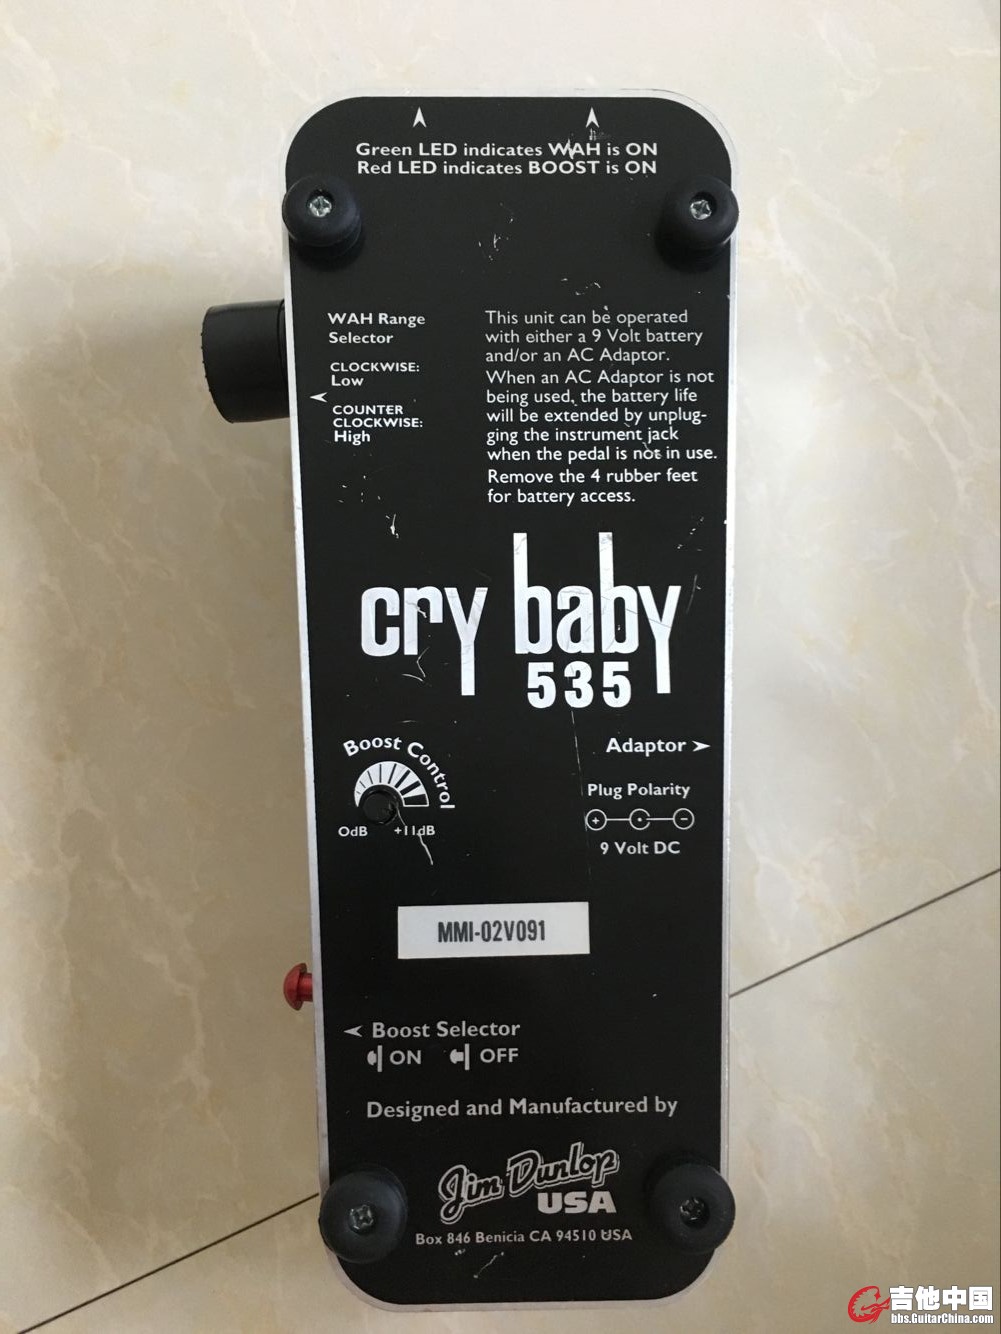 Green LED indicates WAH is ON
Red LED indicates BOOST is ON
WAH Range
Selector
CLOCKWISE:
Low
COUNTER
CLOCKWISE:
High
This unit can be operated
with either a 9 Volt battery
and/or an AC Adaptor.
When an AC Adaptor is not
being used, the battery life
will be extended by unplug-
ging the instrument jack
when the pedal is not in use.
Remove the 4 rubber feet
for battery access.
cry baby
535
Boost Control
0dB +11dB
Adaptor
Plug Polarity
+ -
9 Volt DC
MMI-02V091
Boost Selector
ON OFF
Designed and Manufactured by
Jim Dunlop
USA
Box 846 Benicia CA 94510 USA
吉他中国
bbs.GuitarChina.com